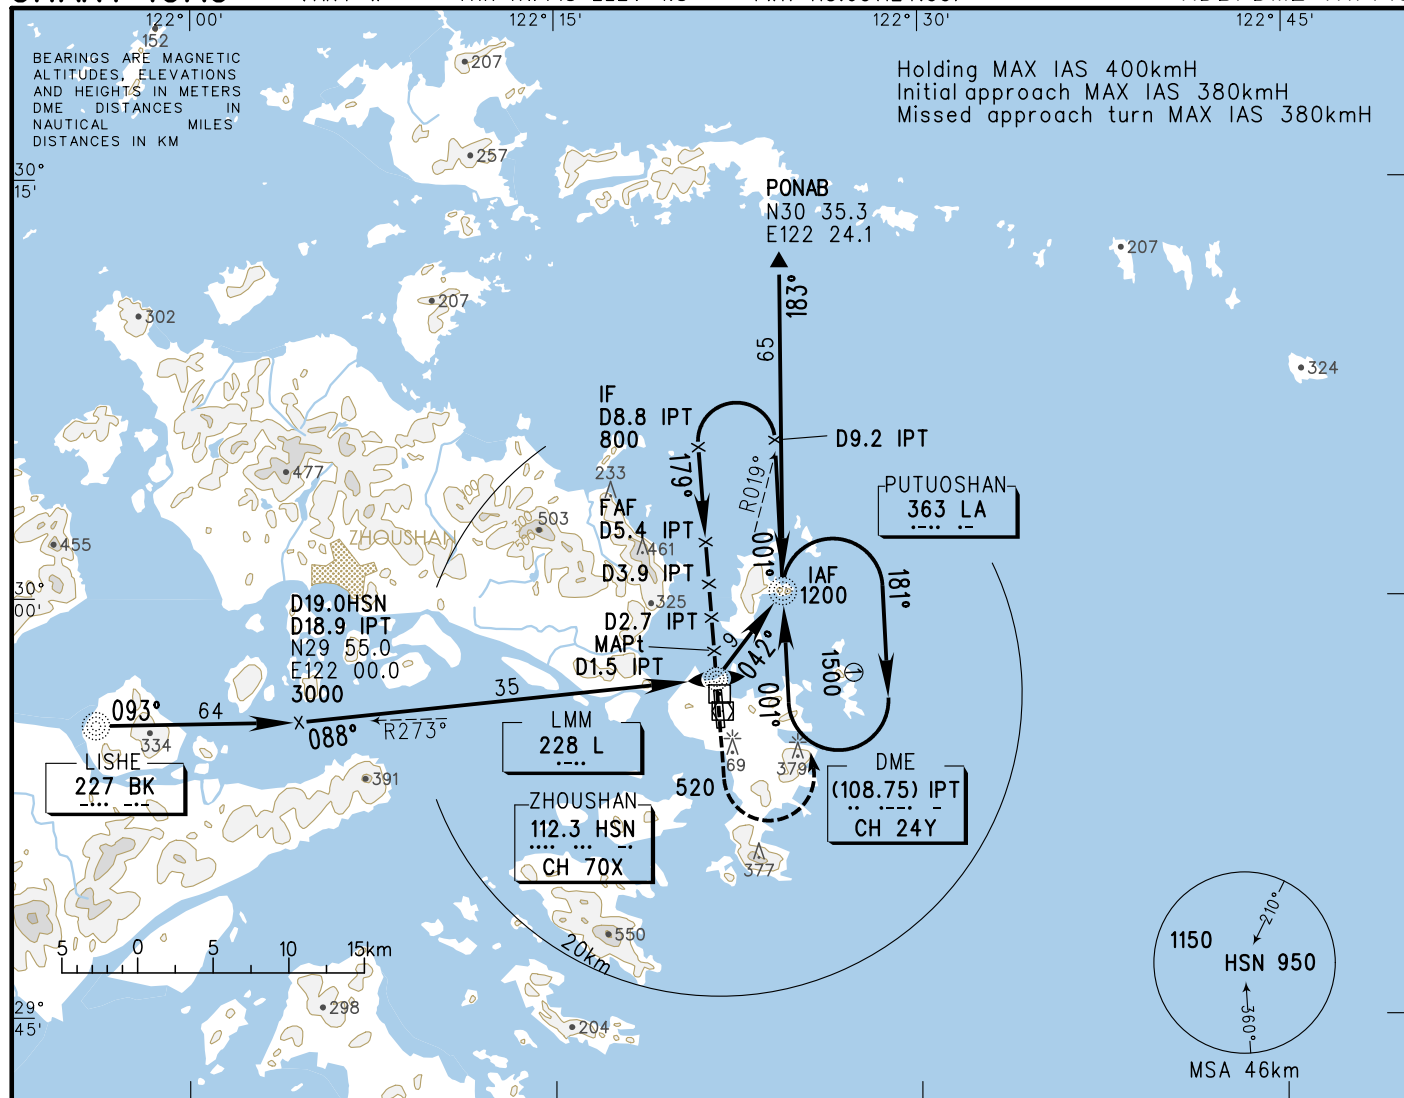 122° 00'
122° 15'
122° 30'
122° 45'
BEARINGS ARE MAGNETIC
ALTITUDES, ELEVATIONS
AND HEIGHTS IN METERS
DME DISTANCES IN
NAUTICAL MILES
DISTANCES IN KM
152
207
257
Holding MAX IAS 400kmH
Initial approach MAX IAS 380kmH
Missed approach turn MAX IAS 380kmH
30°
15'
PONAB
N30 35.3
E122 24.1
207
183°
65
207
302
324
IF
D8.8 IPT
800
D9.2 IPT
179°
R019°
477
233
100
300
503
500
ZHOUSHAN
FAF
D5.4 IPT
461
PUTUOSHAN
363 LA
455
001°
IAF
1200
181°
D3.9 IPT
30°
00'
325
D19.0HSN
D18.9 IPT
N29 55.0
E122 00.0
3000
D2.7 IPT
MAPt
D1.5 IPT
9
042°
1500
1
001°
35
093°
64
088°
R273°
334
LISHE
227 BK
LMM
228 L
391
69
379
520
DME
(108.75) IPT
CH 24Y
ZHOUSHAN
112.3 HSN
CH 70X
377
550
20km
5 0 5 10 15km
298
204
29°
45'
210°
1150
HSN 950
360°
MSA 46km